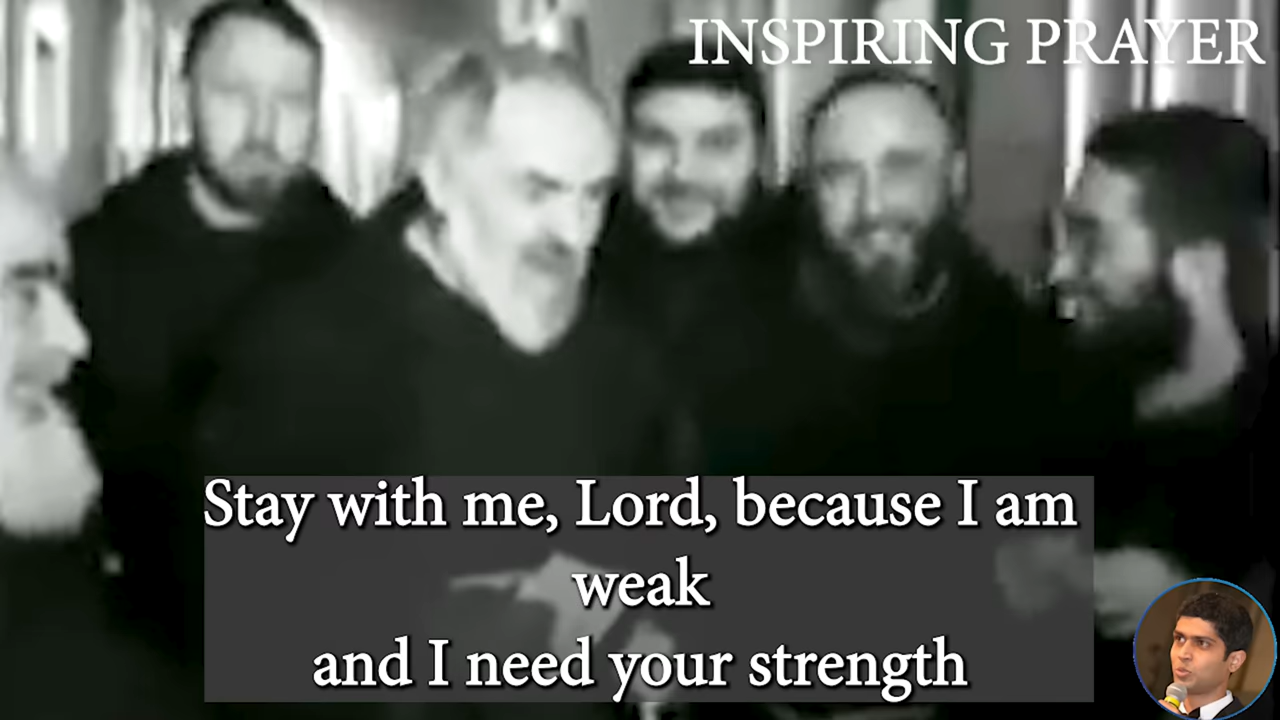 INSPIRING PRAYER
Stay with me, Lord, because I am
weak
and I need your strength